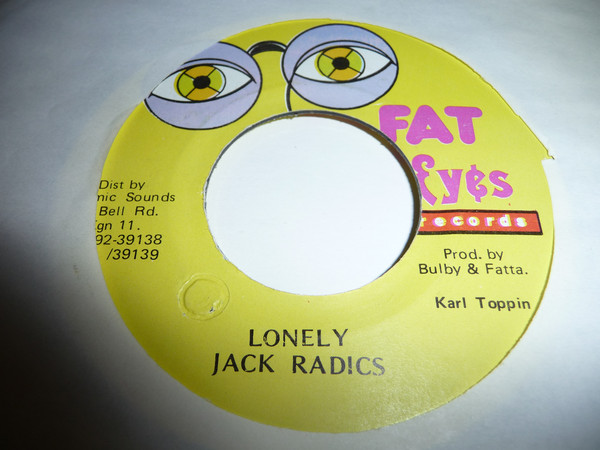 FAT
Eye¢s
records
Dist by
nic Sounds
Bell Rd.
gn 11.
92-39138
/39139
Prod. by
Bulby & Fatta.
Karl Toppin
LONELY
JACK RADICS